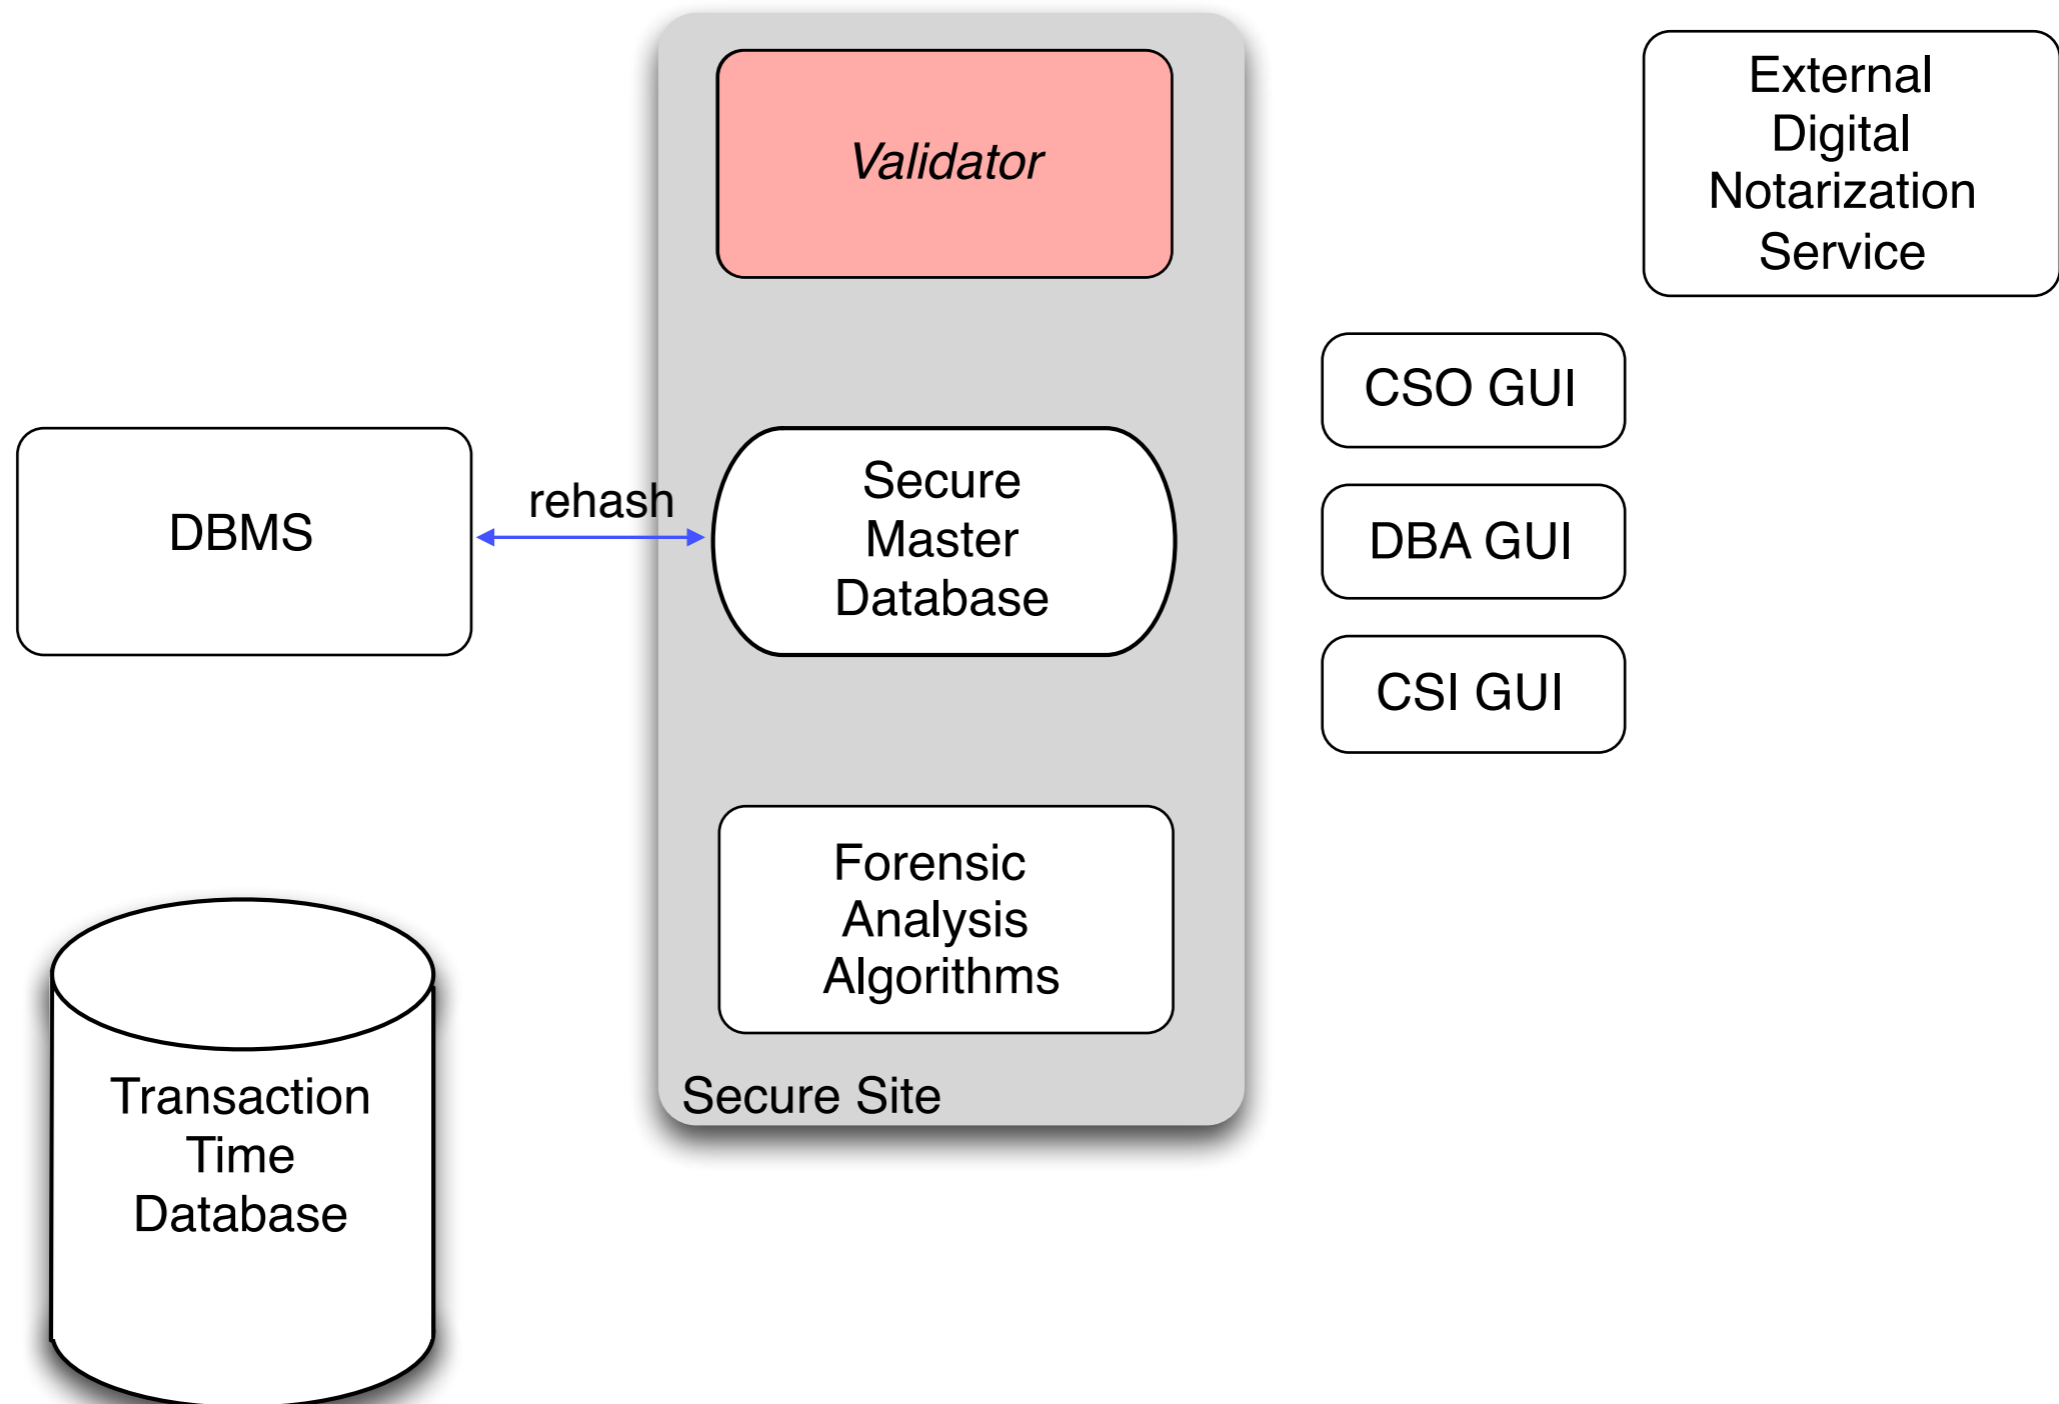 Validator
External
Digital
Notarization
Service
CSO GUI
DBMS
rehash
Secure
Master
Database
DBA GUI
CSI GUI
Forensic
Analysis
Algorithms
Secure Site
Transaction
Time
Database